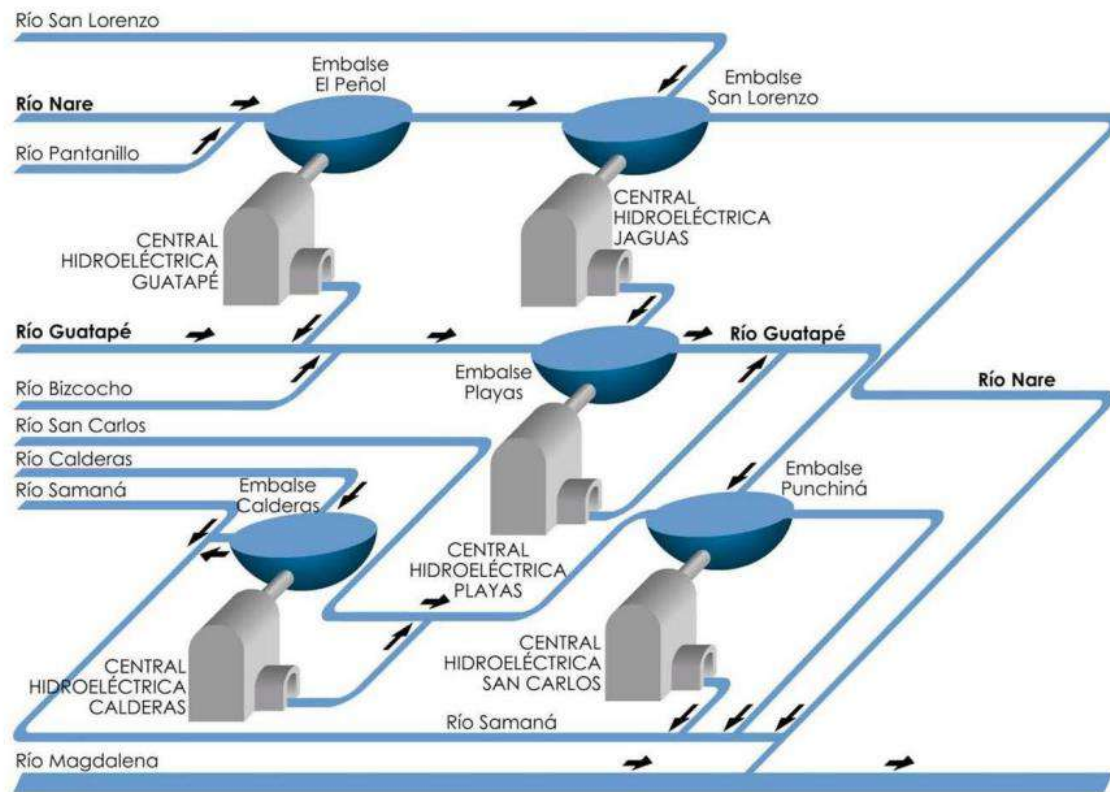 Río San Lorenzo
Embalse
El Peñol
Embalse
San Lorenzo
Río Nare
Río Pantanillo
CENTRAL
HIDROELÉCTRICA
GUATAPÉ
CENTRAL
HIDROELÉCTRICA
JAGUAS
Río Guatapé
Río Guatapé
Embalse
Playas
Río Nare
Río Bizcocho
Río San Carlos
Río Calderas
Río Samaná
Embalse
Calderas
Embalse
Punchiná
CENTRAL
HIDROELÉCTRICA
PLAYAS
CENTRAL
HIDROELÉCTRICA
CALDERAS
CENTRAL
HIDROELÉCTRICA
SAN CARLOS
Río Samaná
Río Magdalena